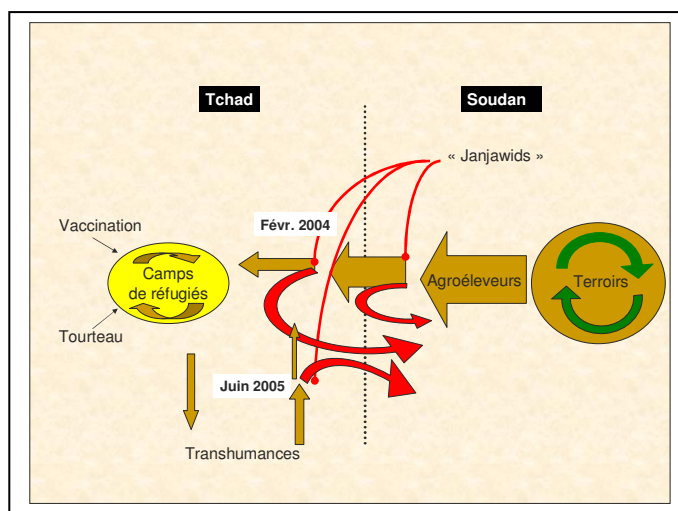 Tchad
Soudan
« Janjawids »
Févr. 2004
Vaccination
Camps
de réfugiés
Agroéleveurs
Terroirs
Tourteau
Juin 2005
Transhumances